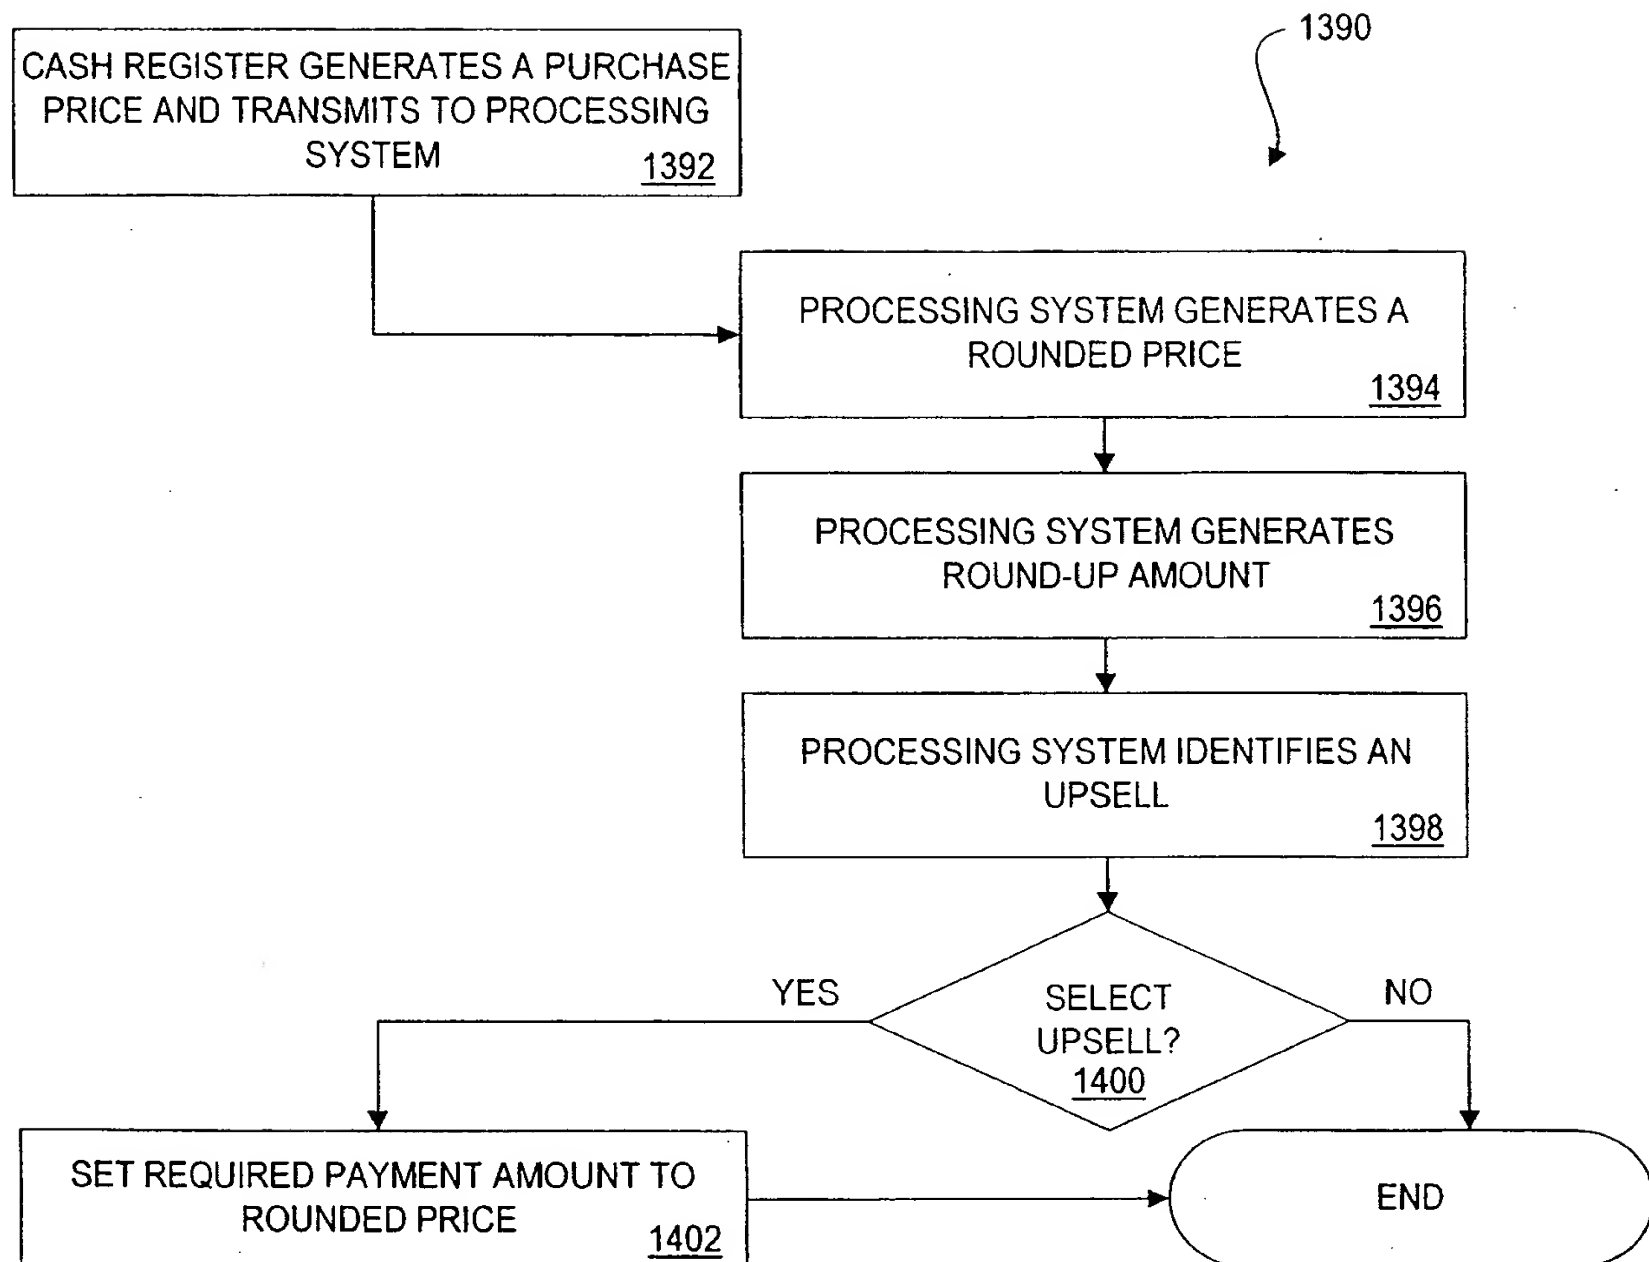 1390
CASH REGISTER GENERATES A PURCHASE
PRICE AND TRANSMITS TO PROCESSING
SYSTEM
1392
PROCESSING SYSTEM GENERATES A
ROUNDED PRICE
1394
PROCESSING SYSTEM GENERATES
ROUND-UP AMOUNT
1396
PROCESSING SYSTEM IDENTIFIES AN
UPSELL
1398
YES
SELECT
UPSELL?
1400
NO
SET REQUIRED PAYMENT AMOUNT TO
ROUNDED PRICE
1402
END